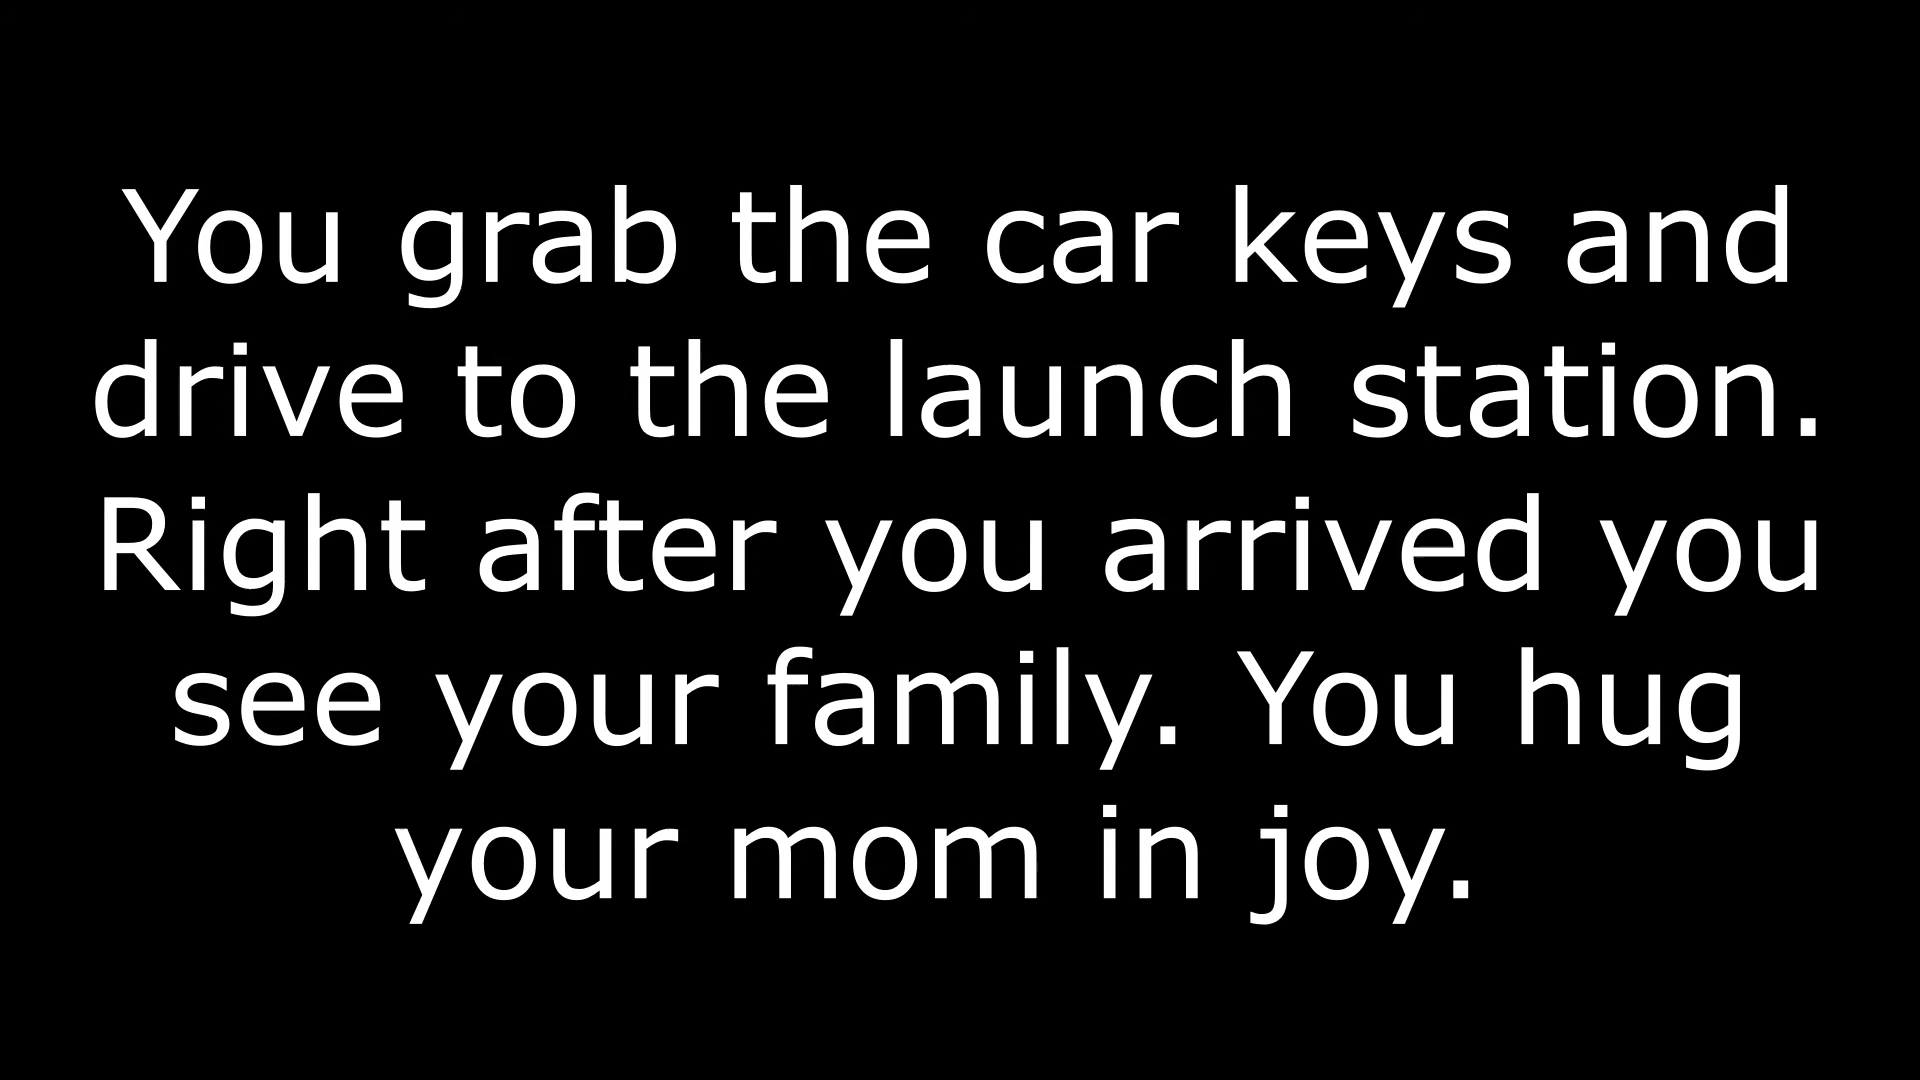 You grab the car keys and
drive to the launch station.
Right after you arrived you
see your family. You hug
your mom in joy.